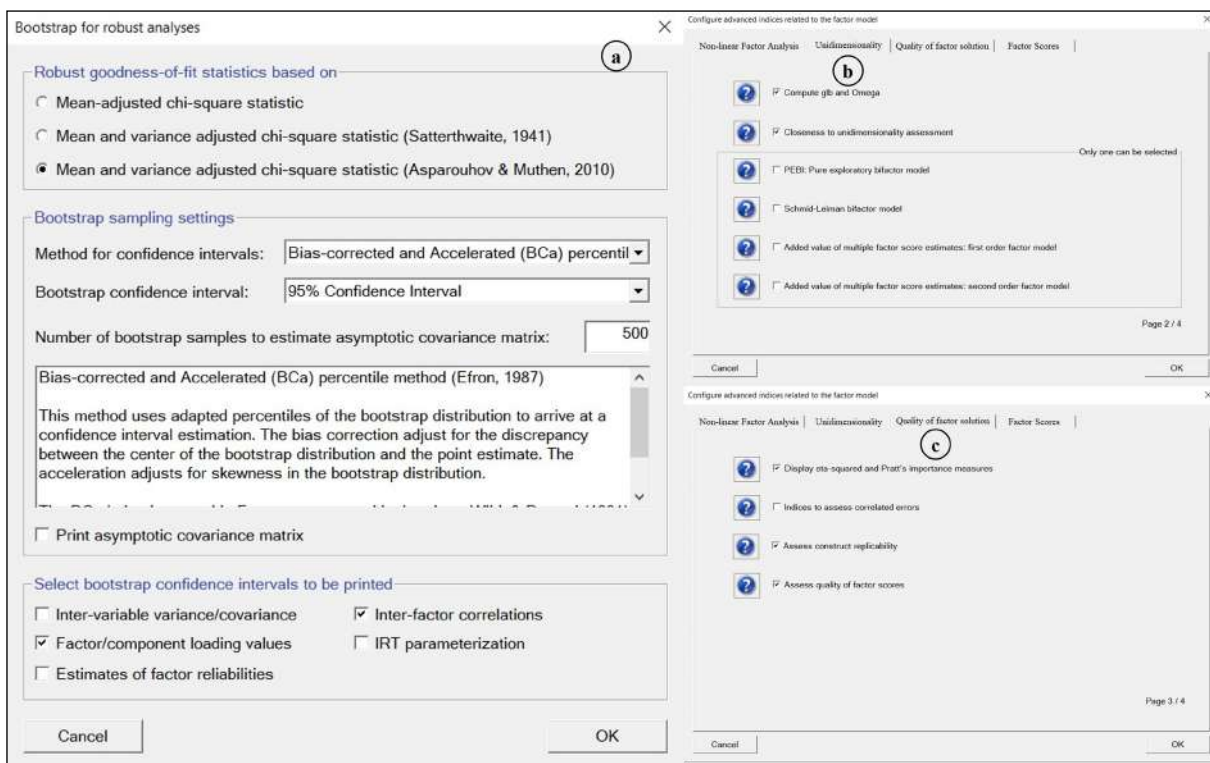 Bootstrap for robust analyses
a
Robust goodness-of-fit statistics based on
Mean-adjusted chi-square statistic
Mean and variance adjusted chi-square statistic (Satterthwaite, 1941)
Mean and variance adjusted chi-square statistic (Asparouhov & Muthen, 2010)
Bootstrap sampling settings
Method for confidence intervals: Bias-corrected and Accelerated (BCa) percentil
Bootstrap confidence interval: 95% Confidence Interval
Number of bootstrap samples to estimate asymptotic covariance matrix: 500
Bias-corrected and Accelerated (BCa) percentile method (Efron, 1987)
This method uses adapted percentiles of the bootstrap distribution to arrive at a
confidence interval estimation. The bias correction adjust for the discrepancy
between the center of the bootstrap distribution and the point estimate. The
acceleration adjusts for skewness in the bootstrap distribution.
Print asymptotic covariance matrix
Select bootstrap confidence intervals to be printed
Inter-variable variance/covariance Inter-factor correlations
Factor/component loading values IRT parameterization
Estimates of factor reliabilities
Cancel OK
Configure advanced indices related to the factor model
Non-linear Factor Analysis Unidimensionality Quality of factor solution Factor Scores
b
Compute glb and Omega
Closeness to unidimensionality assessment
Only one can be selected
PEBI: Pure exploratory bifactor model
Schmid-Leiman bifactor model
Added value of multiple factor score estimates: first order factor model
Added value of multiple factor score estimates: second order factor model
Page 2 / 4
Cancel OK
Configure advanced indices related to the factor model
Non-linear Factor Analysis Unidimensionality Quality of factor solution Factor Scores
c
Display eta-squared and Pratt's importance measures
Indices to assess correlated errors
Assess construct replicability
Assess quality of factor scores
Page 3 / 4
Cancel OK